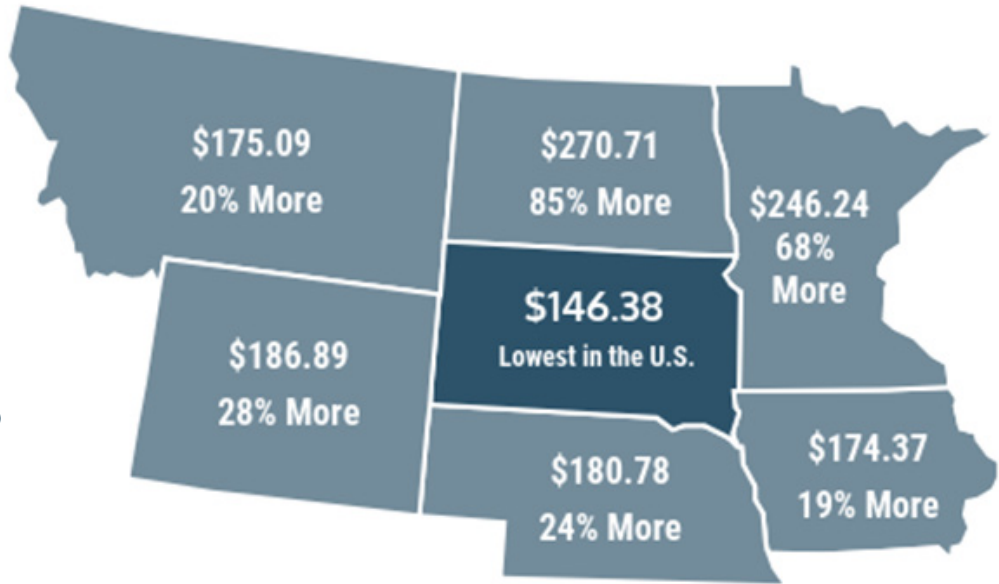 $175.09
20% More
$270.71
85% More
$246.24
68%
More
$146.38
Lowest in the U.S.
$186.89
28% More
$180.78
24% More
$174.37
19% More